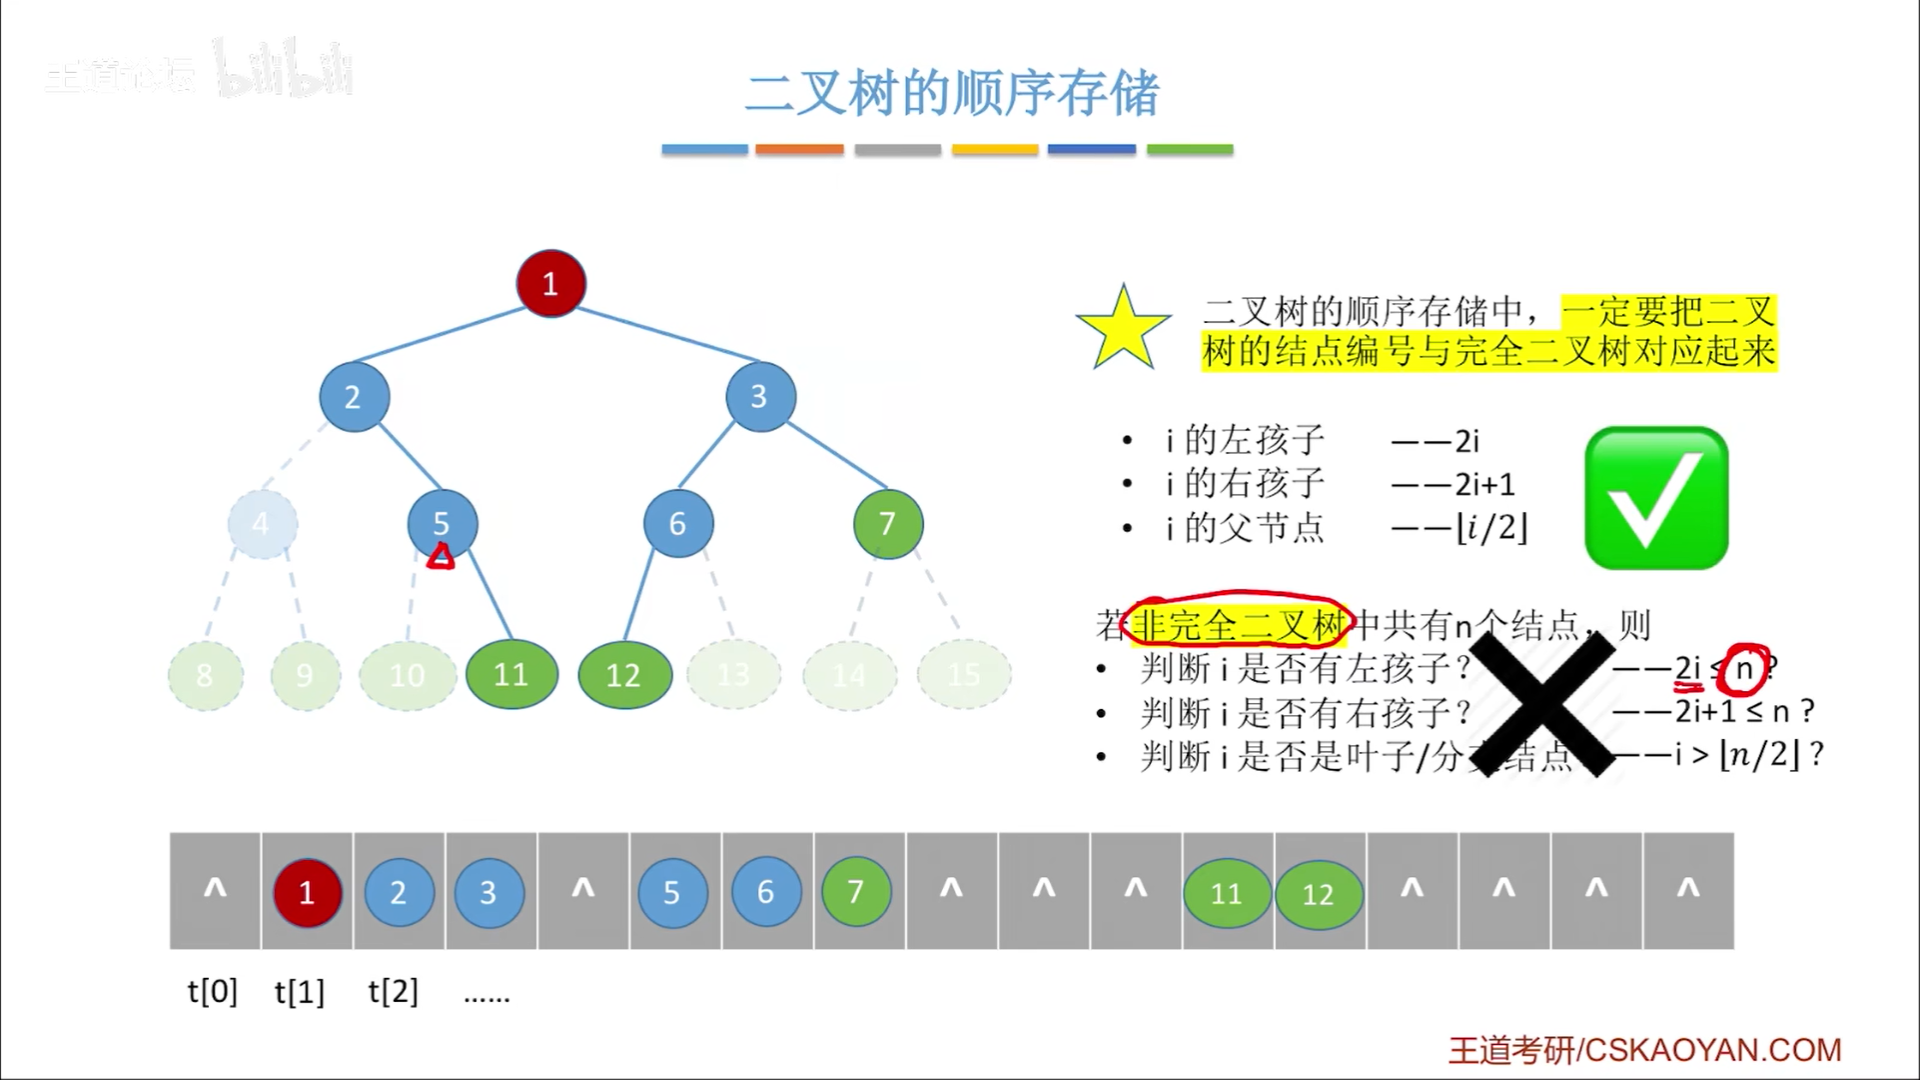 王道论坛 bilibili
二叉树的顺序存储
1
2
3
4
5
6
7
8
9
10
11
12
13
14
15
二叉树的顺序存储中，一定要把二叉
树的结点编号与完全二叉树对应起来
• i 的左孩子 ——2i
• i 的右孩子 ——2i+1
• i 的父节点 ——⌊i/2⌋
若非完全二叉树中共有n个结点，则
• 判断 i 是否有左孩子？ ——2i ≤ n ?
• 判断 i 是否有右孩子？ ——2i+1 ≤ n ?
• 判断 i 是否是叶子/分支结点 ——i > ⌊n/2⌋ ?
^ 1 2 3 ^ 5 6 7 ^ ^ ^ 11 12 ^ ^ ^ ^
t[0] t[1] t[2] ……
王道考研/CSKAOYAN.COM